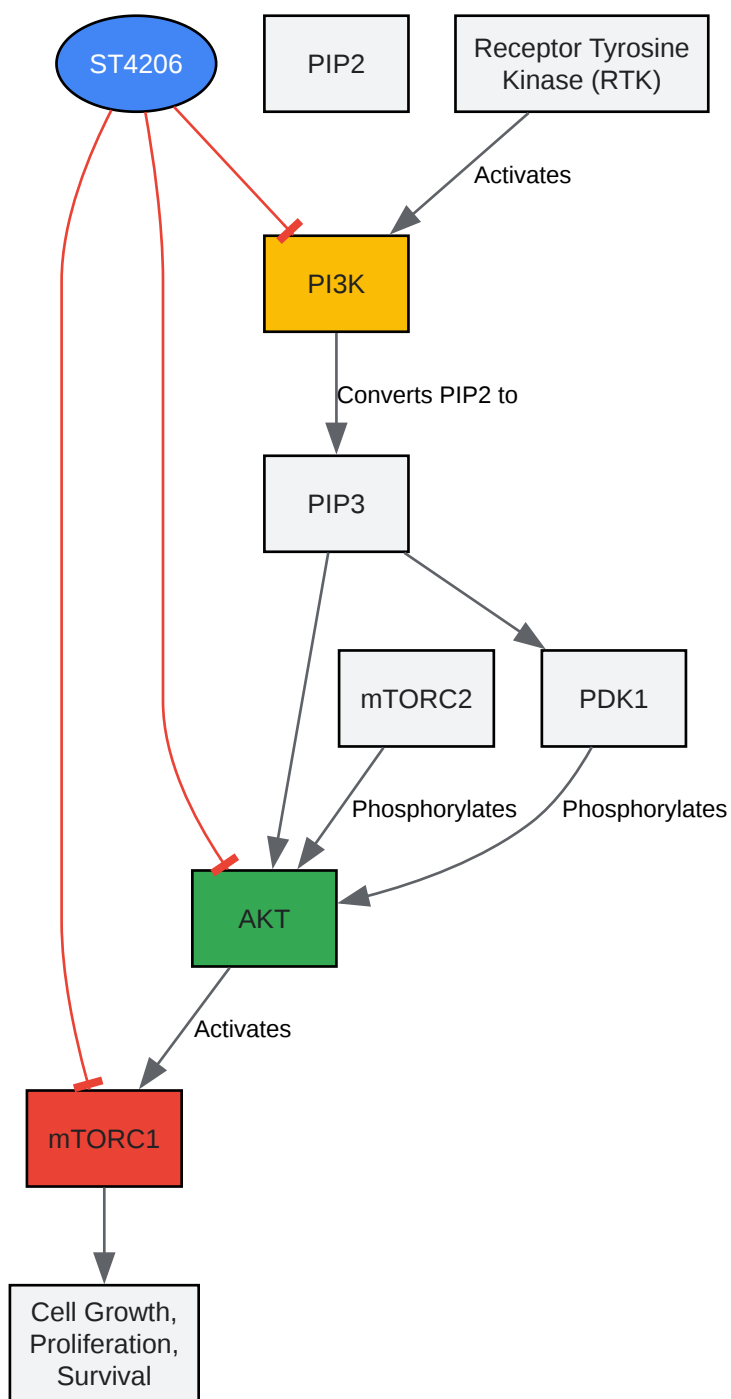 ST4206
PIP2
Receptor Tyrosine
Kinase (RTK)
Activates
PI3K
Converts PIP2 to
PIP3
mTORC2
PDK1
Phosphorylates
Phosphorylates
AKT
Activates
mTORC1
Cell Growth,
Proliferation,
Survival